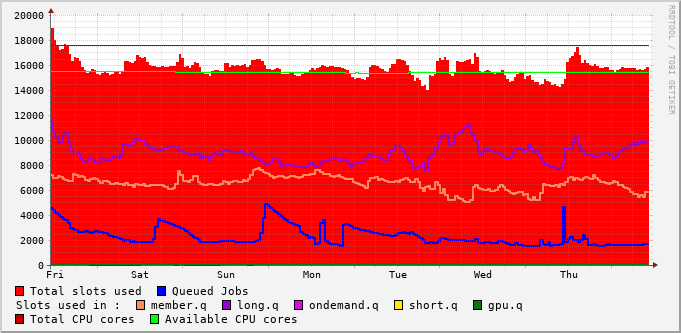 20000
18000
16000
14000
12000
10000
8000
6000
4000
2000
0
Fri Sat Sun Mon Tue Wed Thu
RRDTOOL / TOBI OETIKER
Total slots used Queued Jobs
Slots used in : member.q long.q ondemand.q short.q gpu.q
Total CPU cores Available CPU cores